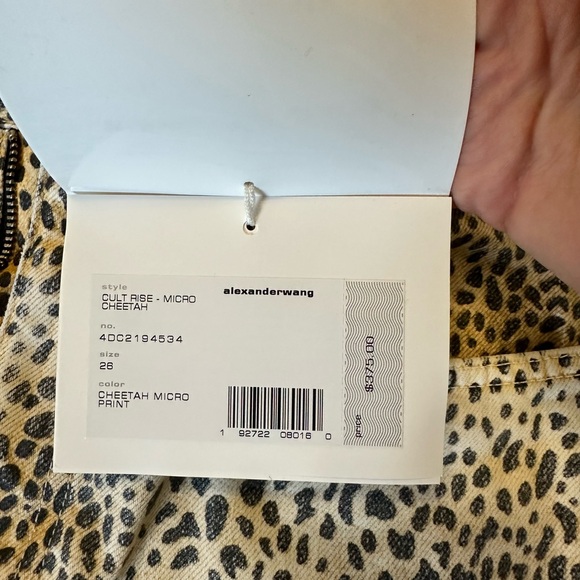 style
CULT RISE - MICRO
CHEETAH
alexanderwang
no.
4DC2194534
size
26
color
CHEETAH MICRO
PRINT
1 92722 08016 0
price $375.00